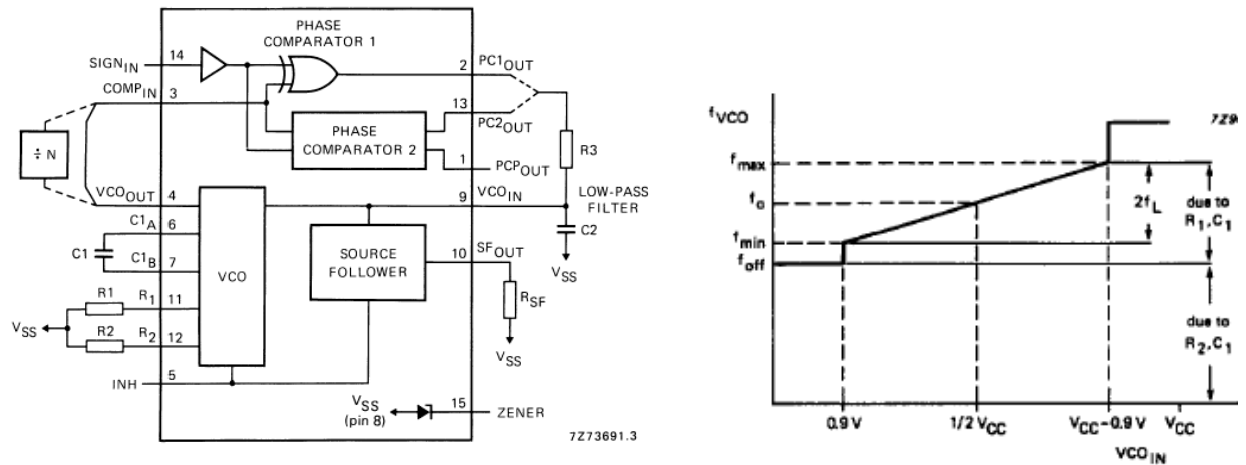 PHASE
COMPARATOR 1
14
SIGN_IN
2
PC1_OUT
COMP_IN
3
13
PC2_OUT
÷ N
PHASE
COMPARATOR 2
1
PCP_OUT
R3
VCO_OUT
4
9
VCO_IN
LOW-PASS
FILTER
C1_A
6
C1
C1_B
7
VCO
SOURCE
FOLLOWER
10
SF_OUT
C2
V_SS
R1
R_1
11
V_SS
R2
R_2
12
R_SF
V_SS
INH
5
V_SS
(pin 8)
15
ZENER
7Z73691.3
f_VCO
f_max
f_o
f_min
f_off
2f_L
due to
R_1,C_1
due to
R_2,C_1
0.9 V
1/2 V_CC
V_CC-0.9 V
V_CC
VCO_IN